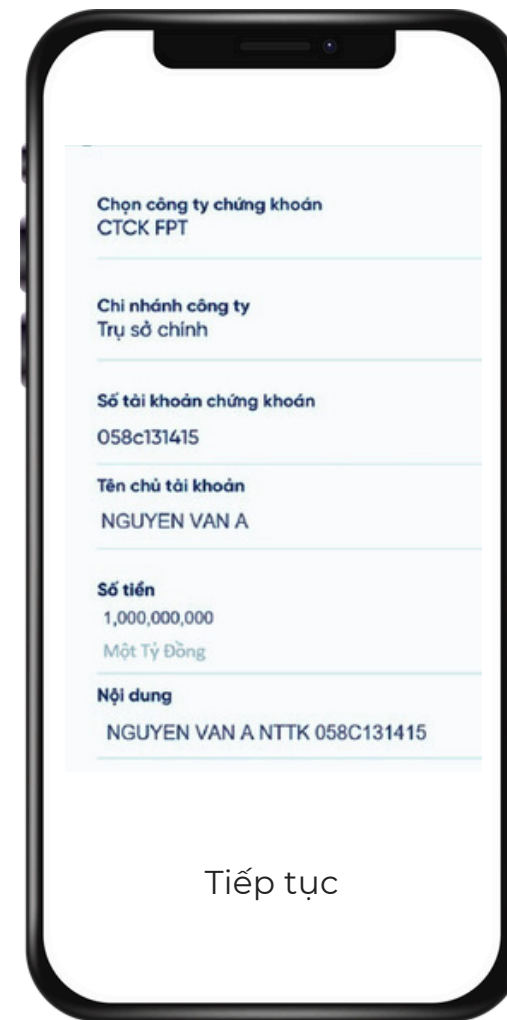 Chọn công ty chứng khoán
CTCK FPT
Chi nhánh công ty
Trụ sở chính
Số tài khoản chứng khoán
058c131415
Tên chủ tài khoản
NGUYEN VAN A
Số tiền
1,000,000,000
Một Tỷ Đồng
Nội dung
NGUYEN VAN A NTTK 058C131415
Tiếp tục